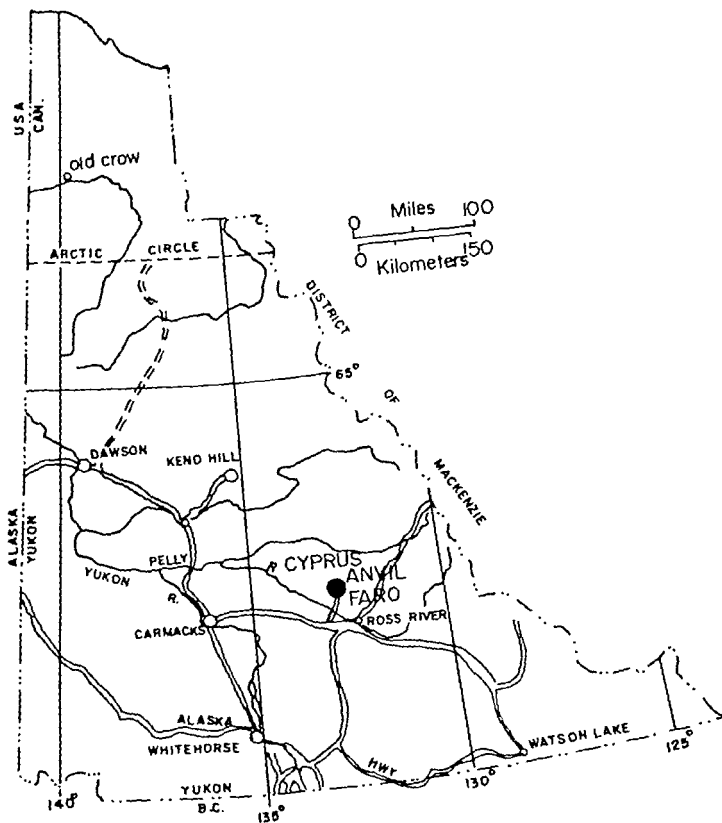 USA
CAN.
old crow
Miles
0 100
0 150
Kilometers
ARCTIC CIRCLE
DISTRICT
OF
MACKENZIE
65°
DAWSON
KENO HILL
ALASKA
YUKON
PELLY
R.
CYPRUS
ANVIL
FARO
YUKON
R.
ROSS RIVER
CARMACKS
ALASKA
HWY
WHITEHORSE
WATSON LAKE
YUKON
B.C.
140°
135°
130°
125°